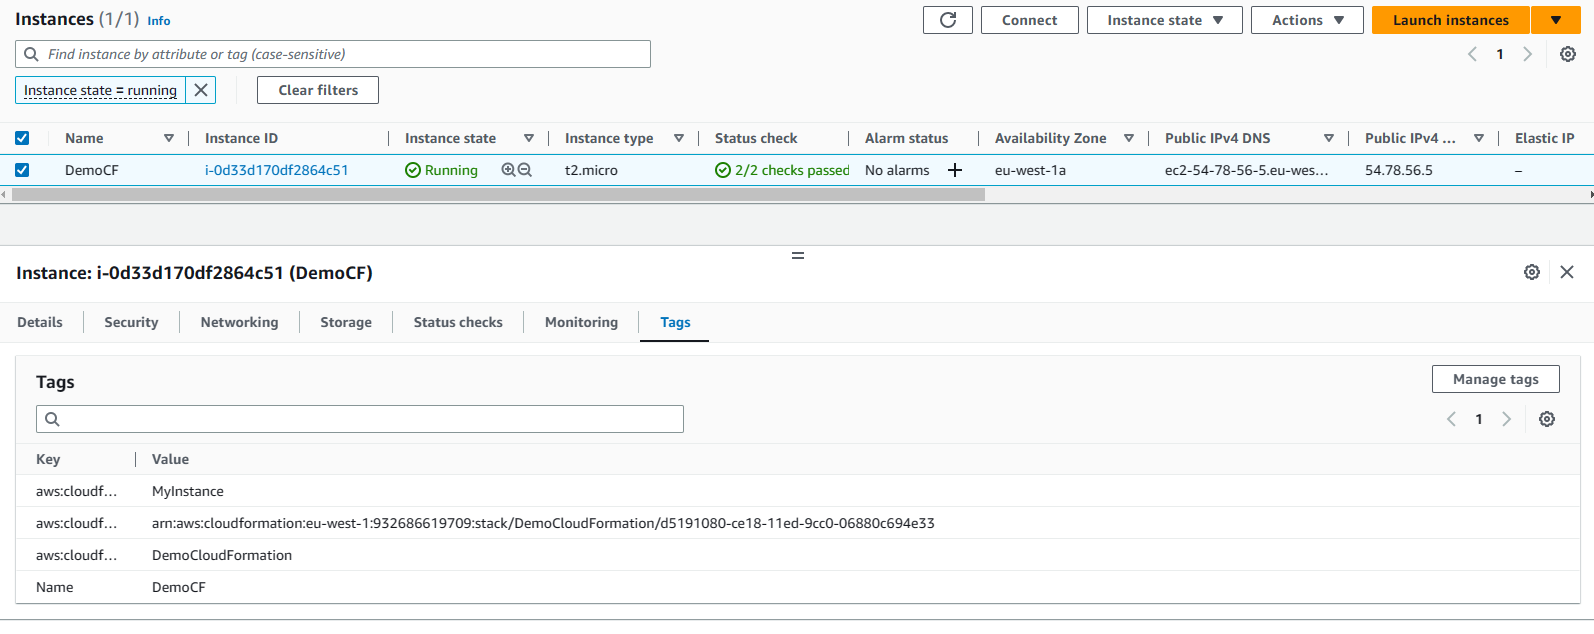 Instances (1/1) Info
Connect Instance state Actions Launch instances
Find instance by attribute or tag (case-sensitive)
1
Instance state = running Clear filters
Name Instance ID Instance state Instance type Status check Alarm status Availability Zone Public IPv4 DNS Public IPv4 ... Elastic IP
DemoCF i-0d33d170df2864c51 Running t2.micro 2/2 checks passed No alarms + eu-west-1a ec2-54-78-56-5.eu-wes... 54.78.56.5 –
Instance: i-0d33d170df2864c51 (DemoCF)
Details Security Networking Storage Status checks Monitoring Tags
Tags Manage tags
1
Key Value
aws:cloudf... MyInstance
aws:cloudf... arn:aws:cloudformation:eu-west-1:932686619709:stack/DemoCloudFormation/d5191080-ce18-11ed-9cc0-06880c694e33
aws:cloudf... DemoCloudFormation
Name DemoCF